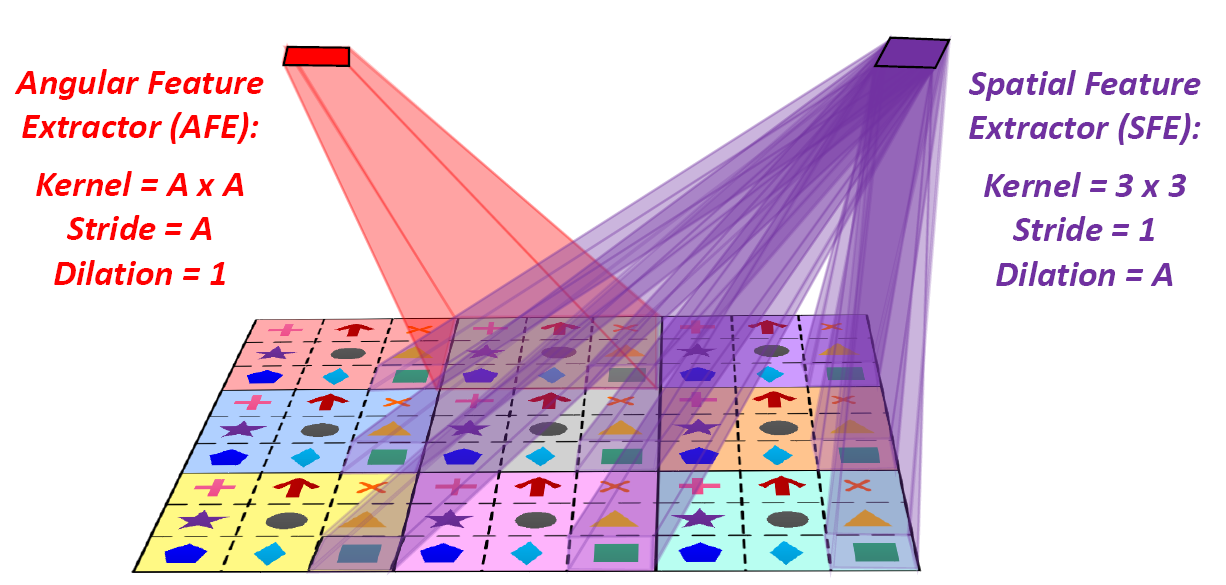 Angular Feature
Extractor (AFE):
Kernel = A x A
Stride = A
Dilation = 1
Spatial Feature
Extractor (SFE):
Kernel = 3 x 3
Stride = 1
Dilation = A